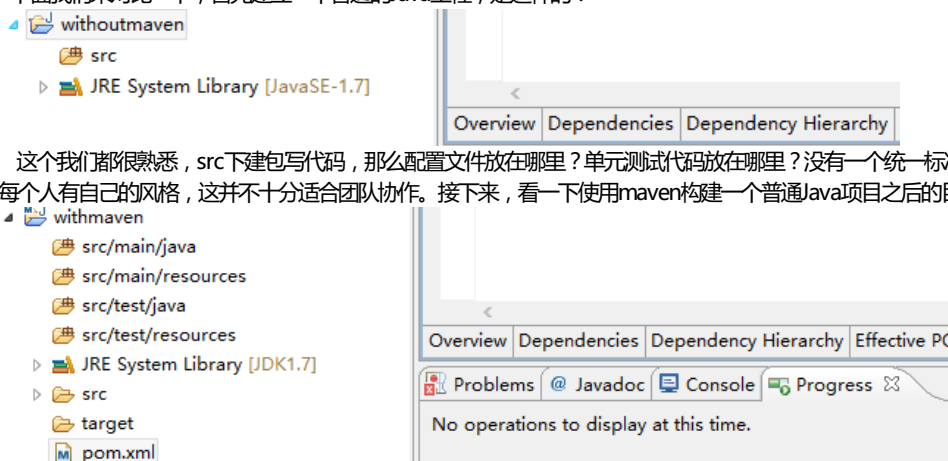 withoutmaven
src
JRE System Library [JavaSE-1.7]
Overview Dependencies Dependency Hierarchy
这个我们都很熟悉，src下建包写代码，那么配置文件放在哪里？单元测试代码放在哪里？没有一个统一标
每个人有自己的风格，这并不十分适合团队协作。接下来，看一下使用maven构建一个普通Java项目之后的
withmaven
src/main/java
src/main/resources
src/test/java
src/test/resources
JRE System Library [JDK1.7]
src
target
pom.xml
Overview Dependencies Dependency Hierarchy Effective PO
Problems @ Javadoc Console Progress
No operations to display at this time.